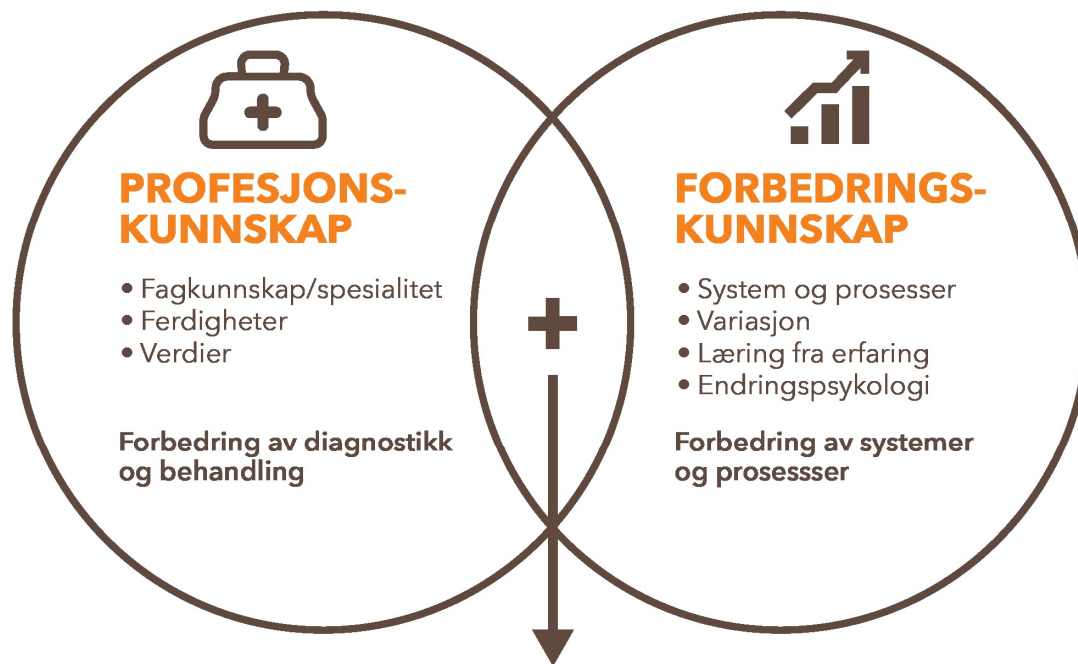 PROFESJONS-
KUNNSKAP
• Fagkunnskap/spesialitet
• Ferdigheter
• Verdier
Forbedring av diagnostikk
og behandling
+
FORBEDRINGS-
KUNNSKAP
• System og prosesser
• Variasjon
• Læring fra erfaring
• Endringspsykologi
Forbedring av systemer
og prosessser